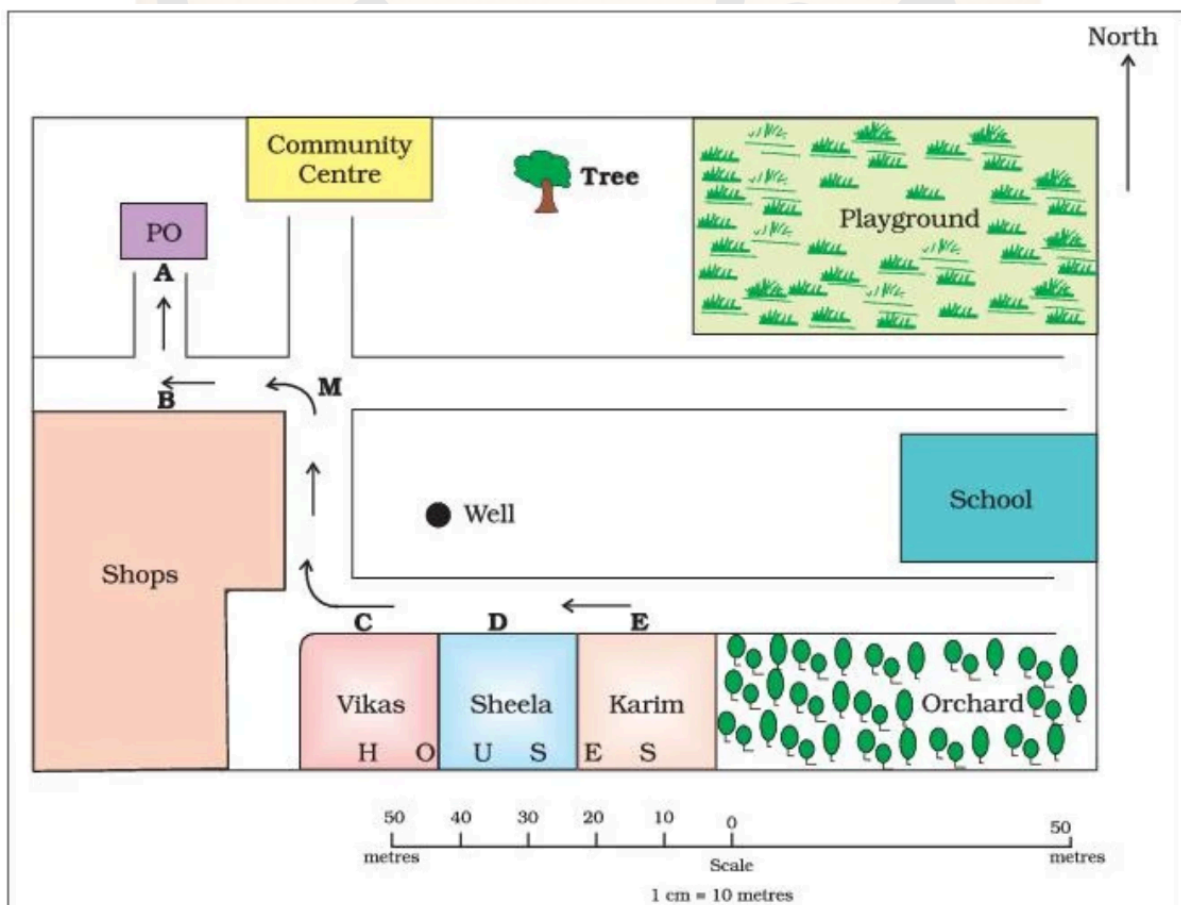 North
Community
Centre
Tree
Playground
PO
A
M
B
School
Well
Shops
C D E
Vikas Sheela Karim Orchard
H O U S E S
50 40 30 20 10 0 50
metres metres
Scale
1 cm = 10 metres